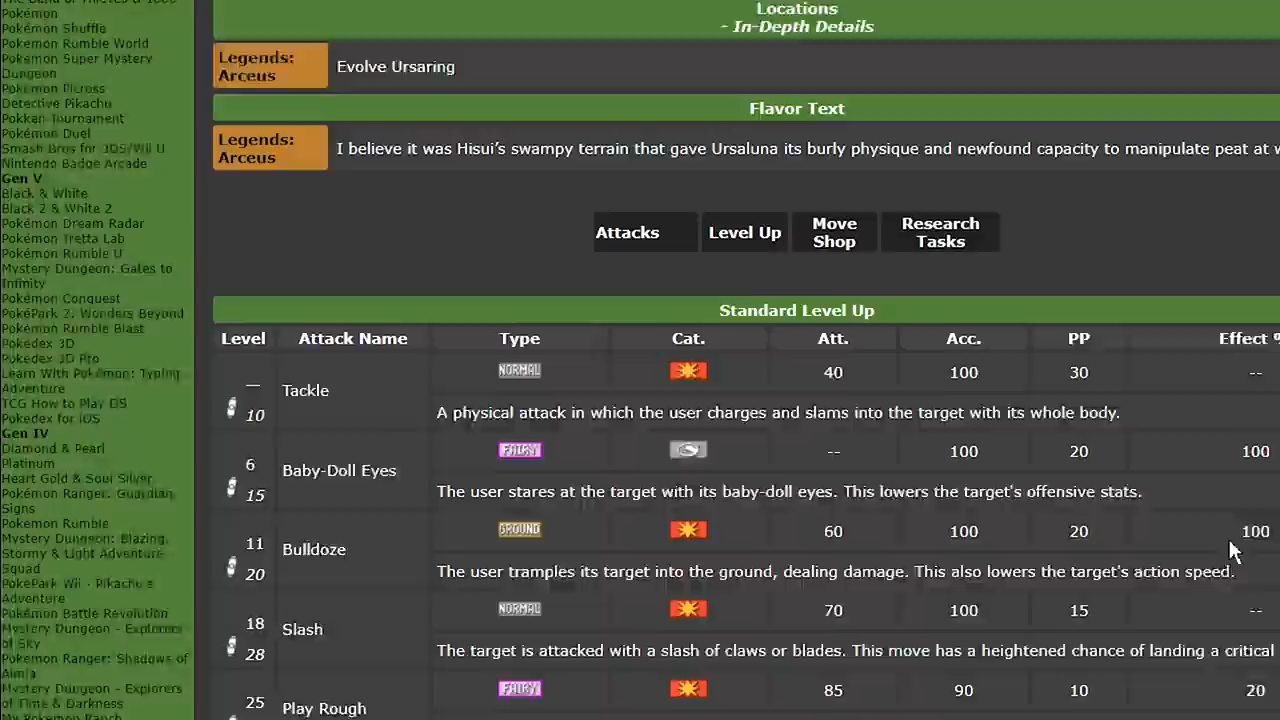 Pokémon
Pokémon Shuffle
Pokémon Rumble World
Pokémon Super Mystery
Dungeon
Pokémon Picross
Detective Pikachu
Pokkén Tournament
Pokémon Duel
Smash Bros for 3DS/Wii U
Nintendo Badge Arcade
Gen V
Black & White
Black 2 & White 2
Pokémon Dream Radar
Pokémon Tretta Lab
Pokémon Rumble U
Mystery Dungeon: Gates to
Infinity
Pokémon Conquest
PokéPark 2: Wonders Beyond
Pokémon Rumble Blast
Pokédex 3D
Pokédex 3D Pro
Learn With Pokémon: Typing
Adventure
TCG How to Play DS
Pokédex for iOS
Gen IV
Diamond & Pearl
Platinum
Heart Gold & Soul Silver
Pokémon Ranger: Guardian
Signs
Pokémon Rumble
Mystery Dungeon: Blazing,
Stormy & Light Adventure
Squad
PokéPark Wii - Pikachu's
Adventure
Pokémon Battle Revolution
Mystery Dungeon - Explorers
of Sky
Pokémon Ranger: Shadows of
Almia
Mystery Dungeon - Explorers
of Time & Darkness
My Pokémon Ranch
Locations
- In-Depth Details
Legends:
Arceus
Evolve Ursaring
Flavor Text
Legends:
Arceus
I believe it was Hisui's swampy terrain that gave Ursaluna its burly physique and newfound capacity to manipulate peat at
Attacks Level Up Move Shop Research Tasks
Standard Level Up
Level Attack Name Type Cat. Att. Acc. PP Effect %
— 10 Tackle NORMAL 40 100 30 --
A physical attack in which the user charges and slams into the target with its whole body.
6 15 Baby-Doll Eyes FAIRY -- 100 20 100
The user stares at the target with its baby-doll eyes. This lowers the target's offensive stats.
11 20 Bulldoze GROUND 60 100 20 100
The user tramples its target into the ground, dealing damage. This also lowers the target's action speed.
18 28 Slash NORMAL 70 100 15 --
The target is attacked with a slash of claws or blades. This move has a heightened chance of landing a critical
25 Play Rough FAIRY 85 90 10 20